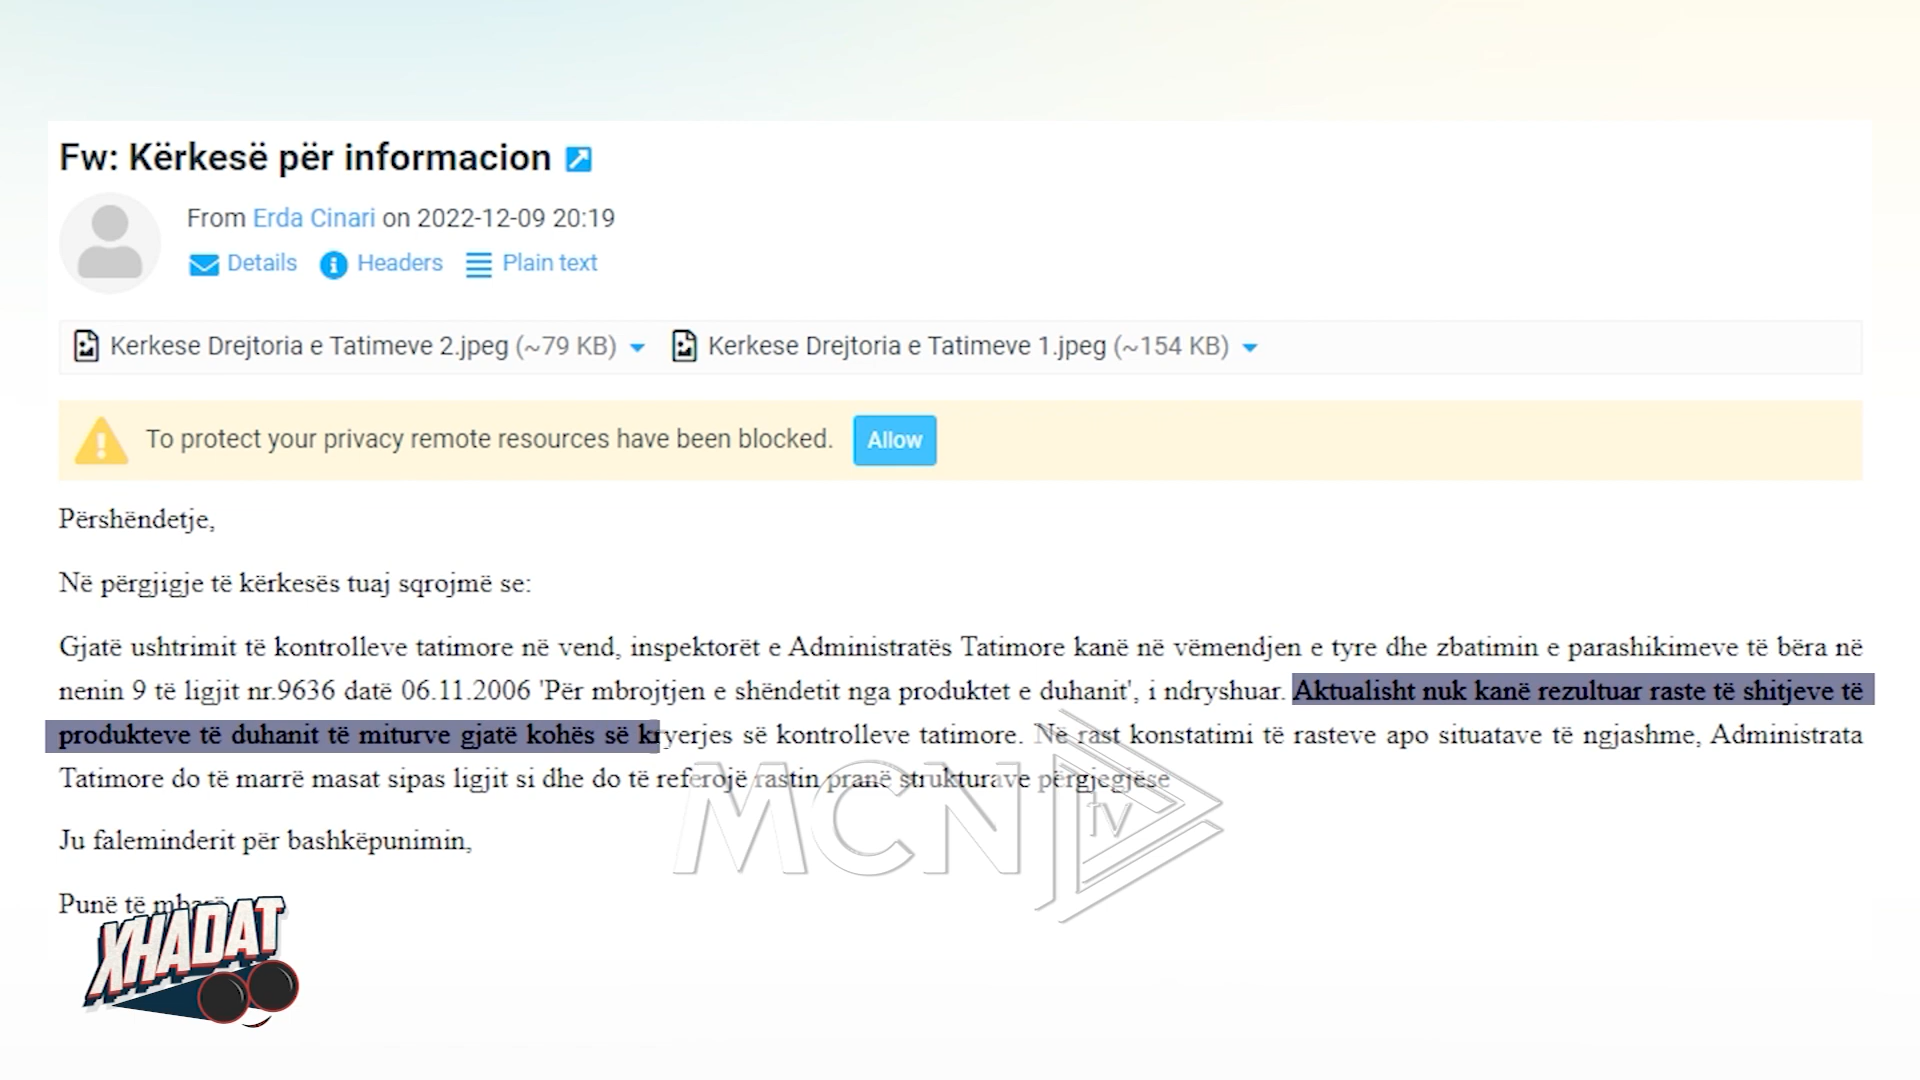 Fw: Kërkesë për informacion
From Erda Cinari on 2022-12-09 20:19
Details Headers Plain text
Kerkese Drejtoria e Tatimeve 2.jpeg (~79 KB) Kerkese Drejtoria e Tatimeve 1.jpeg (~154 KB)
To protect your privacy remote resources have been blocked. Allow
Përshëndetje,
Në përgjigje të kërkesës tuaj sqrojmë se:
Gjatë ushtrimit të kontrolleve tatimore në vend, inspektorët e Administratës Tatimore kanë në vëmendjen e tyre dhe zbatimin e parashikimeve të bëra në
nenin 9 të ligjit nr.9636 datë 06.11.2006 'Për mbrojtjen e shëndetit nga produktet e duhanit', i ndryshuar. Aktualisht nuk kanë rezultuar raste të shitjeve të
produkteve të duhanit të miturve gjatë kohës së kryerjes së kontrolleve tatimore. Në rast konstatimi të rasteve apo situatave të ngjashme, Administrata
Tatimore do të marrë masat sipas ligjit si dhe do të referojë rastin pranë strukturave përgjegjëse
MCN tv
Ju faleminderit për bashkëpunimin,
Punë të
XHADAT